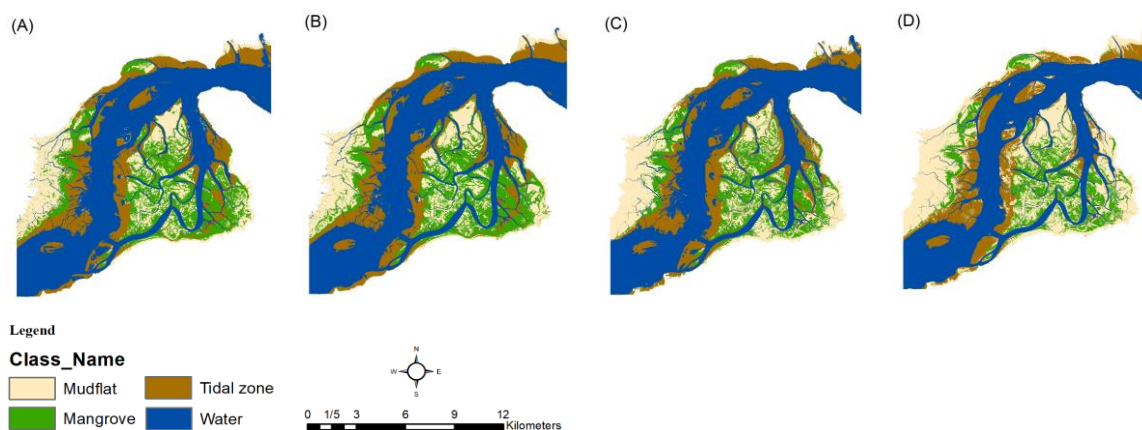 (A)
(B)
(C)
(D)
Legend
Class_Name
Mudflat
Tidal zone
Mangrove
Water
N
W
E
S
0 1/5 3 6 9 12
Kilometers